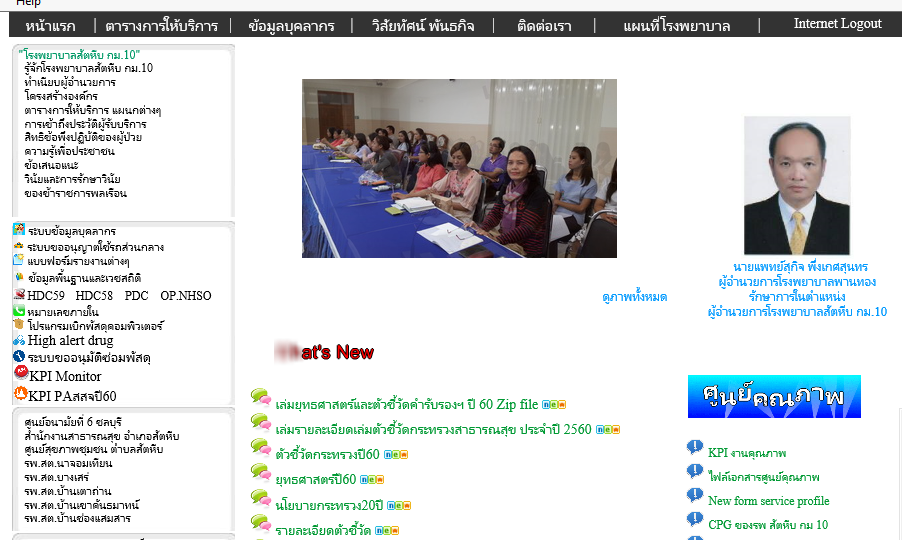 Help
หน้าแรก | ตารางการให้บริการ | ข้อมูลบุคลากร | วิสัยทัศน์ พันธกิจ | ติดต่อเรา | แผนที่โรงพยาบาล | Internet Logout
"โรงพยาบาลสัตหีบ กม.10"
รู้จักโรงพยาบาลสัตหีบ กม.10
ทำเนียบผู้อำนวยการ
โครงสร้างองค์กร
ตารางการให้บริการ แผนกต่างๆ
การเข้าถึงประวัติผู้รับบริการ
สิทธิข้อพึงปฏิบัติของผู้ป่วย
ความรู้เพื่อประชาชน
ข้อเสนอแนะ
วินัยและการรักษาวินัย
ของข้าราชการพลเรือน
ระบบข้อมูลบุคลากร
ระบบขออนุญาตใช้รถส่วนกลาง
แบบฟอร์มรายงานต่างๆ
ข้อมูลพื้นฐานและเวชสถิติ
HDC59 HDC58 PDC OP.NHSO
หมายเลขภายใน
โปรแกรมเบิกพัสดุคอมพิวเตอร์
High alert drug
ระบบขออนุมัติซ่อมพัสดุ
KPI Monitor
KPI PAสสจปี60
ศูนย์อนามัยที่ 6 ชลบุรี
สำนักงานสาธารณสุข อำเภอสัตหีบ
ศูนย์สุขภาพชุมชน ตำบลสัตหีบ
รพ.สต.นาจอมเทียน
รพ.สต.บางเสร่
รพ.สต.บ้านเตาถ่าน
รพ.สต.บ้านเขาคันธมาทน์
รพ.สต.บ้านช่องแสมสาร
ดูภาพทั้งหมด
at's New
เล่มยุทธศาสตร์และตัวชี้วัดคำรับรองฯ ปี 60 Zip file new
เล่มรายละเอียดเล่มตัวชี้วัดกระทรวงสาธารณสุข ประจำปี 2560 new
ตัวชี้วัดกระทรวงปี60 new
ยุทธศาสตร์ปี60 new
นโยบายกระทรวง20ปี new
รายละเอียดตัวชี้วัด new
นายแพทย์สุกิจ พึ่งเกศสุนทร
ผู้อำนวยการโรงพยาบาลพานทอง
รักษาการในตำแหน่ง
ผู้อำนวยการโรงพยาบาลสัตหีบ กม.10
ศูนย์คุณภาพ
KPI งานคุณภาพ
ไฟล์เอกสารศูนย์คุณภาพ
New form service profile
CPG ของรพ สัตหีบ กม 10